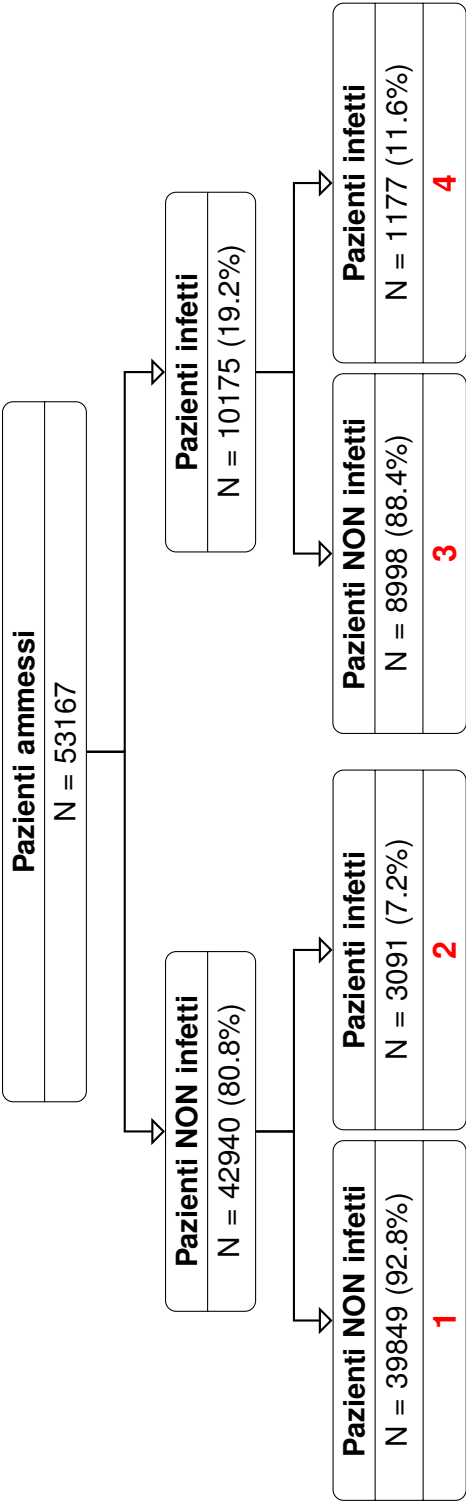 Pazienti ammessi
N = 53167
Pazienti NON infetti
N = 42940 (80.8%)
Pazienti infetti
N = 10175 (19.2%)
Pazienti NON infetti
N = 39849 (92.8%)
1
Pazienti infetti
N = 3091 (7.2%)
2
Pazienti NON infetti
N = 8998 (88.4%)
3
Pazienti infetti
N = 1177 (11.6%)
4